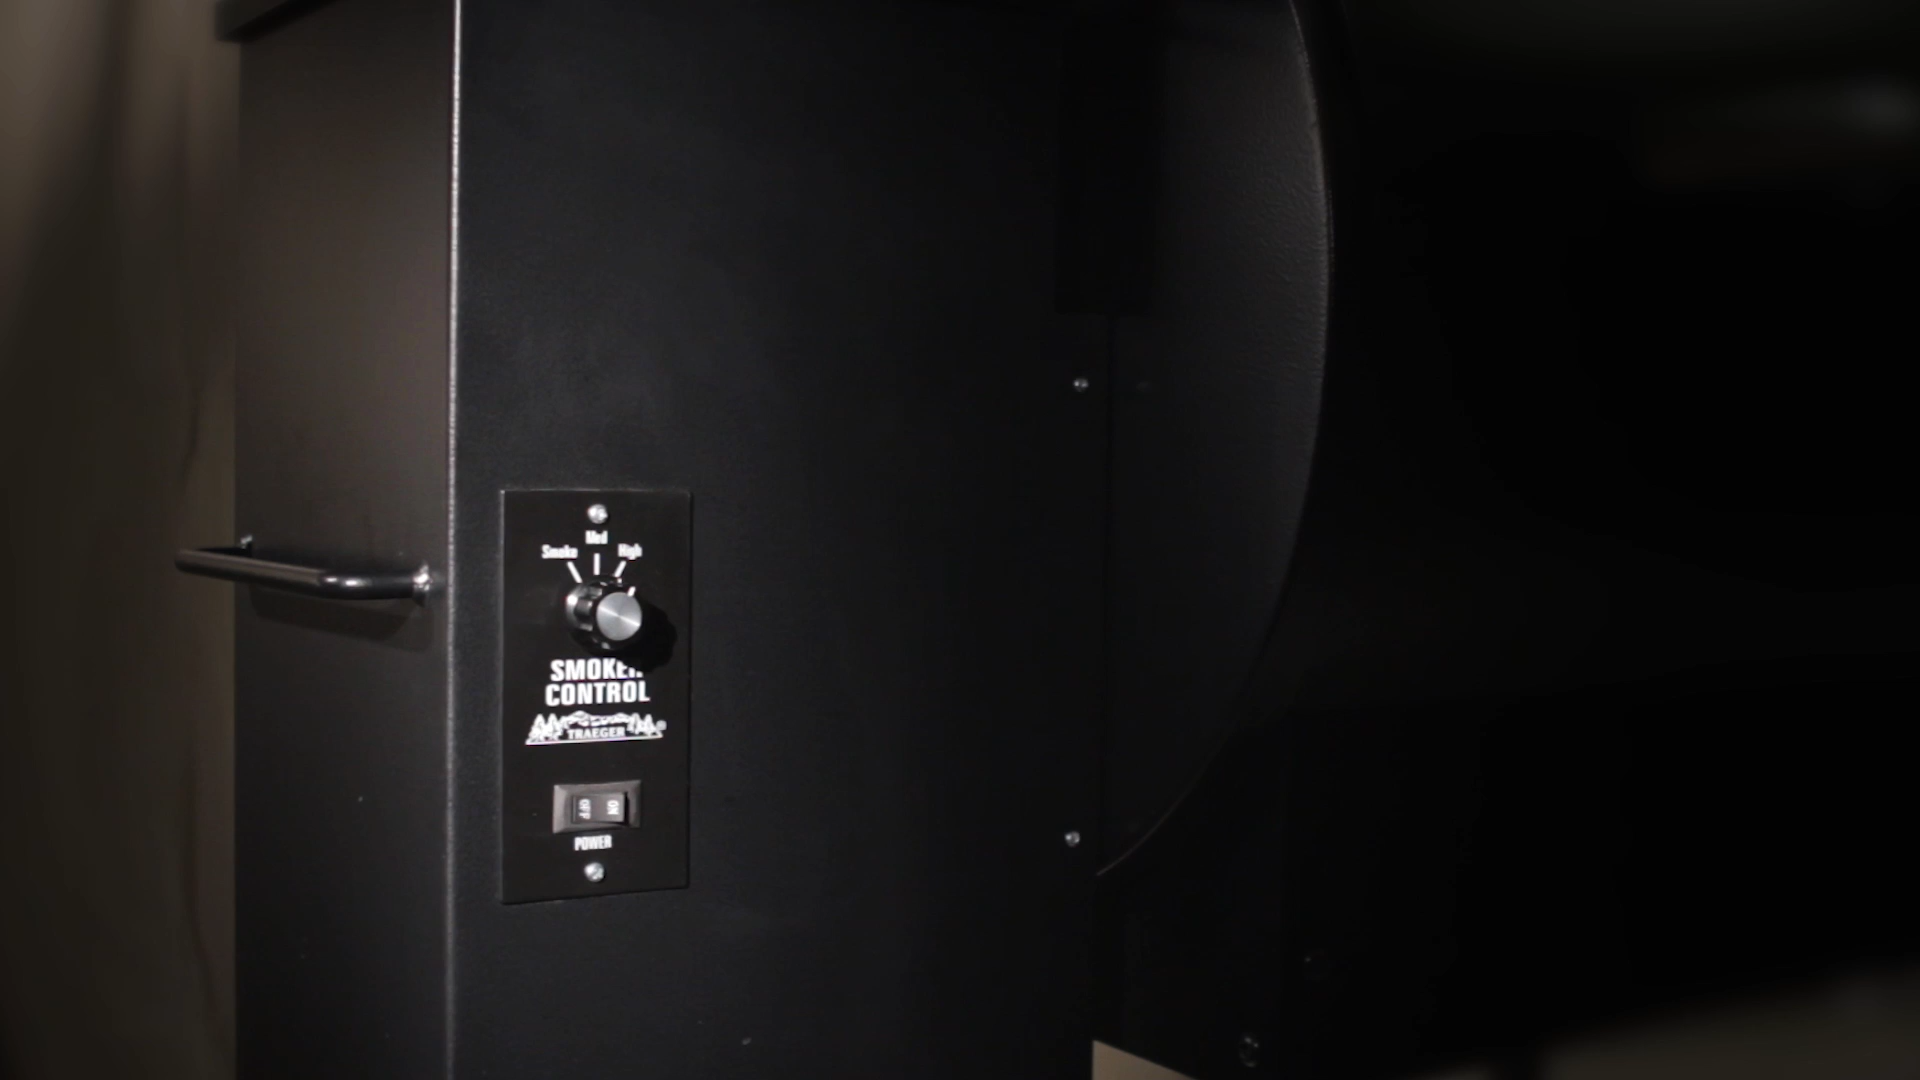 Med
Smoke High
SMOKER
CONTROL
TRAEGER®
OFF ON
POWER